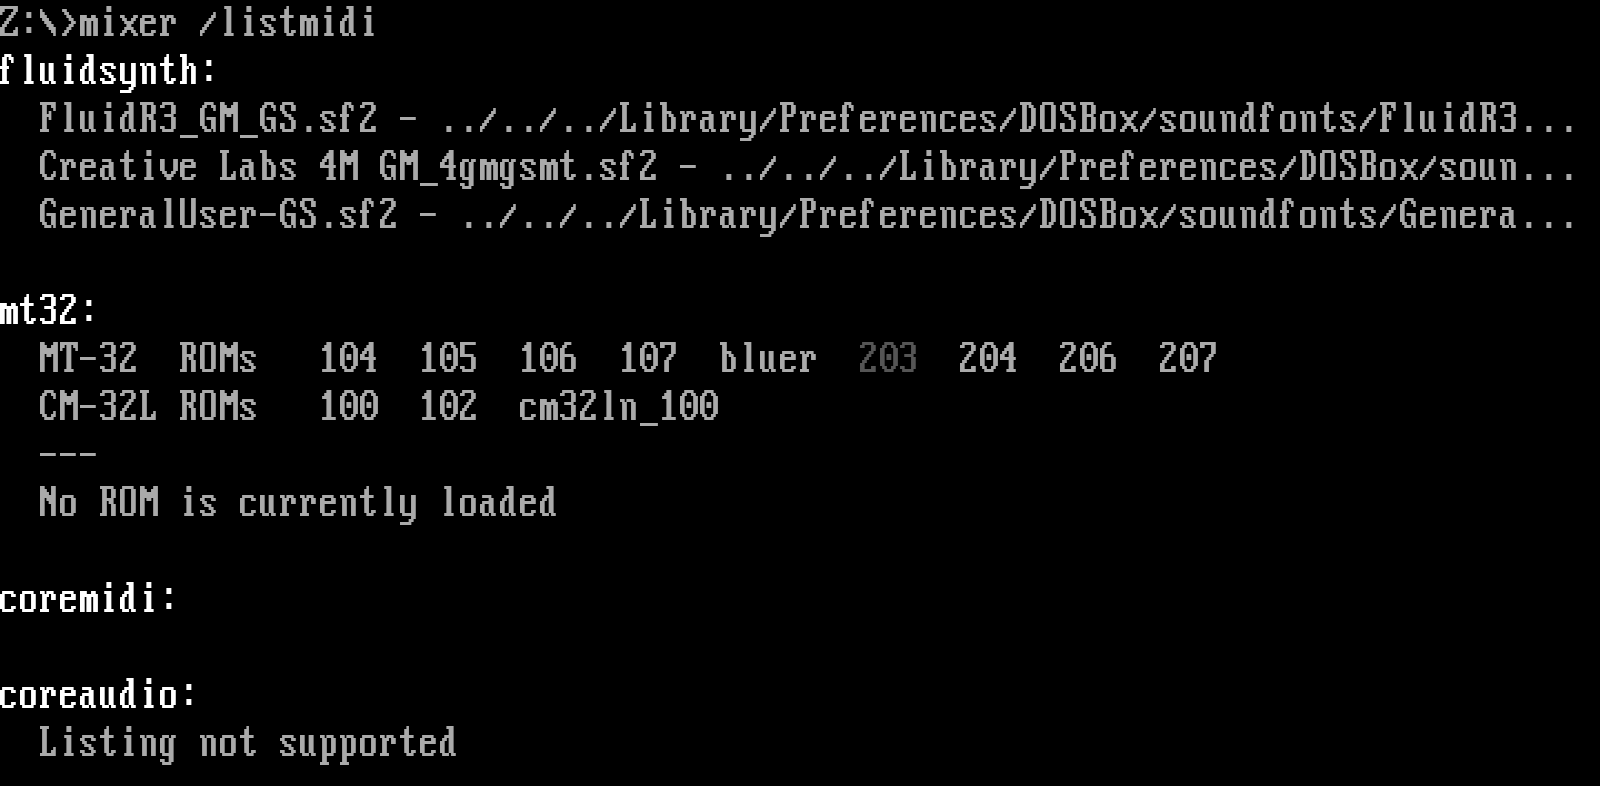 Z:\>mixer /listmidi
fluidsynth:
FluidR3_GM_GS.sf2 - ../../../Library/Preferences/DOSBox/soundfonts/FluidR3...
Creative Labs 4M GM_4gmgsmt.sf2 - ../../../Library/Preferences/DOSBox/soun...
GeneralUser-GS.sf2 - ../../../Library/Preferences/DOSBox/soundfonts/Genera...
mt32:
MT-32  ROMs   104  105  106  107  bluer  203  204  206  207
CM-32L ROMs   100  102  cm32ln_100
---
No ROM is currently loaded
coremidi:
coreaudio:
Listing not supported